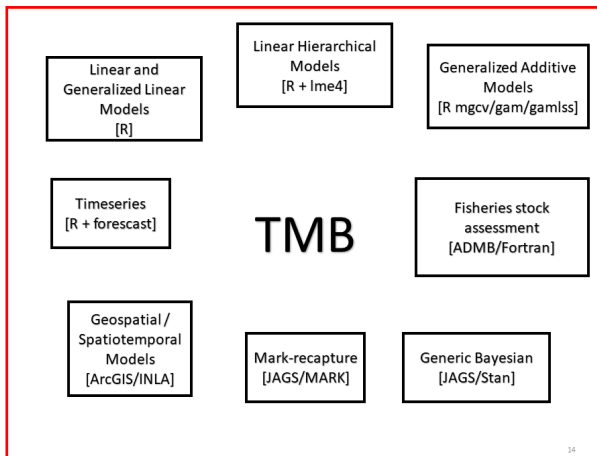 Linear Hierarchical
Models
[R + lme4]
Linear and
Generalized Linear
Models
[R]
Generalized Additive
Models
[R mgcv/gam/gamlss]
Timeseries
[R + forescast]
TMB
Fisheries stock
assessment
[ADMB/Fortran]
Geospatial /
Spatiotemporal
Models
[ArcGIS/INLA]
Mark-recapture
[JAGS/MARK]
Generic Bayesian
[JAGS/Stan]
14